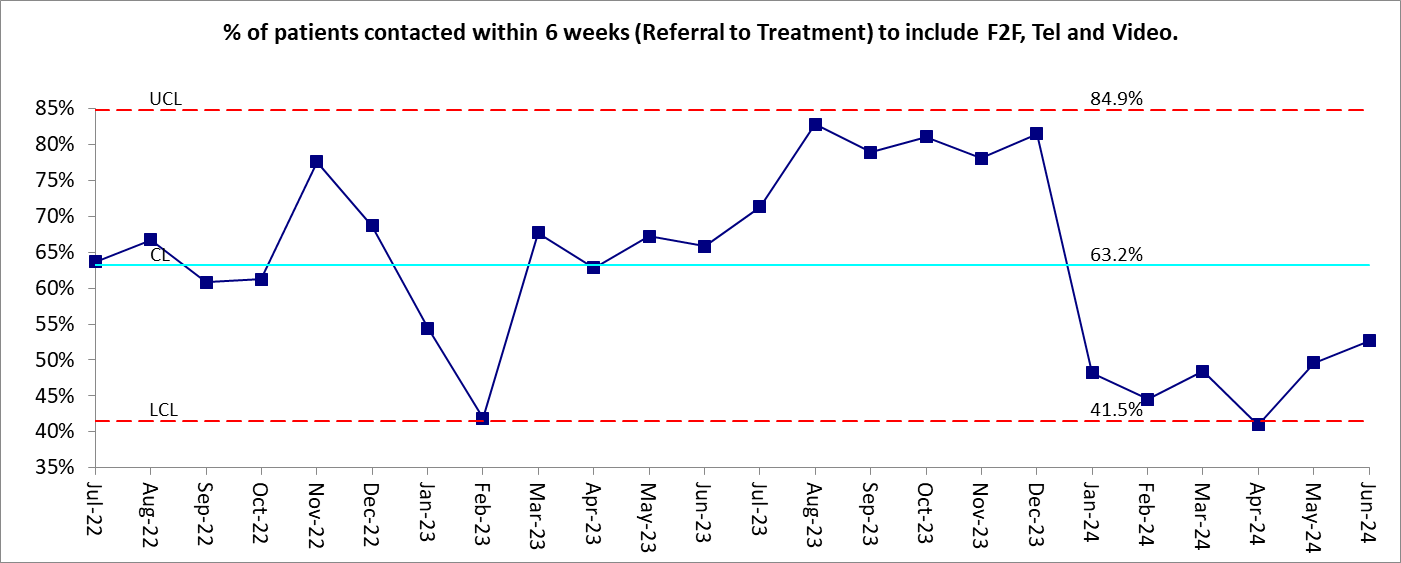 % of patients contacted within 6 weeks (Referral to Treatment) to include F2F, Tel and Video.
UCL 84.9%
85%
80%
75%
70%
65%
CL 63.2%
60%
55%
50%
45%
LCL 41.5%
40%
35%
Jul-22 Aug-22 Sep-22 Oct-22 Nov-22 Dec-22 Jan-23 Feb-23 Mar-23 Apr-23 May-23 Jun-23 Jul-23 Aug-23 Sep-23 Oct-23 Nov-23 Dec-23 Jan-24 Feb-24 Mar-24 Apr-24 May-24 Jun-24